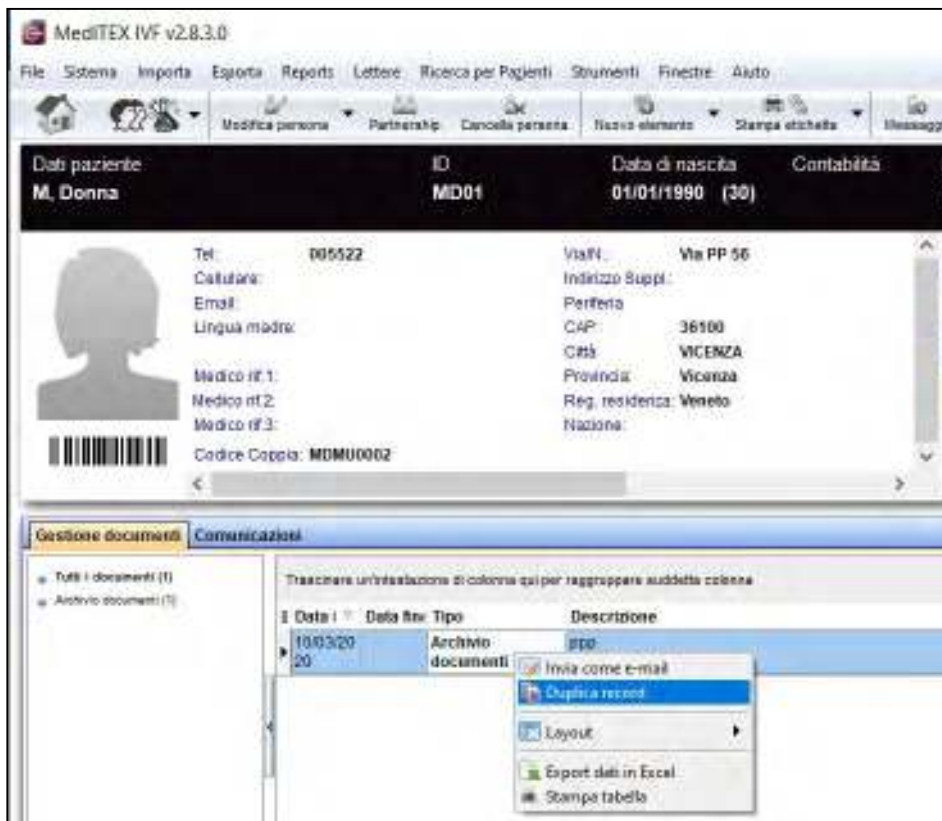 MediTEX IVF v2.8.3.0
File Sistema Importa Esporta Reports Lettere Ricerca per Pazienti Strumenti Finestre Aiuto
Modifica persona Partnership Cancella persona Nuovo elemento Stampa etichetta Messagg
Dati paziente ID Data di nascita Contabilità
M, Donna MD01 01/01/1990 (30)
Tel: 005522 Via/N.: Via PP 56
Cellulare: Indirizzo Suppl.:
Email: Periferia
Lingua madre: CAP: 36100
Città VICENZA
Medico rif.1: Provincia: Vicenza
Medico rif.2: Reg. residenza: Veneto
Medico rif.3: Nazione:
Codice Coppia: MDMU0002
Gestione documenti Comunicazioni
Tutti i documenti (1)
Archivio documenti (1)
Trascinare un'intestazione di colonna qui per raggruppare suddetta colonna
Data i Data fine Tipo Descrizione
10/03/20 Archivio ppp
20 documenti
Invia come e-mail
Duplica record
Layout
Export dati in Excel
Stampa tabella